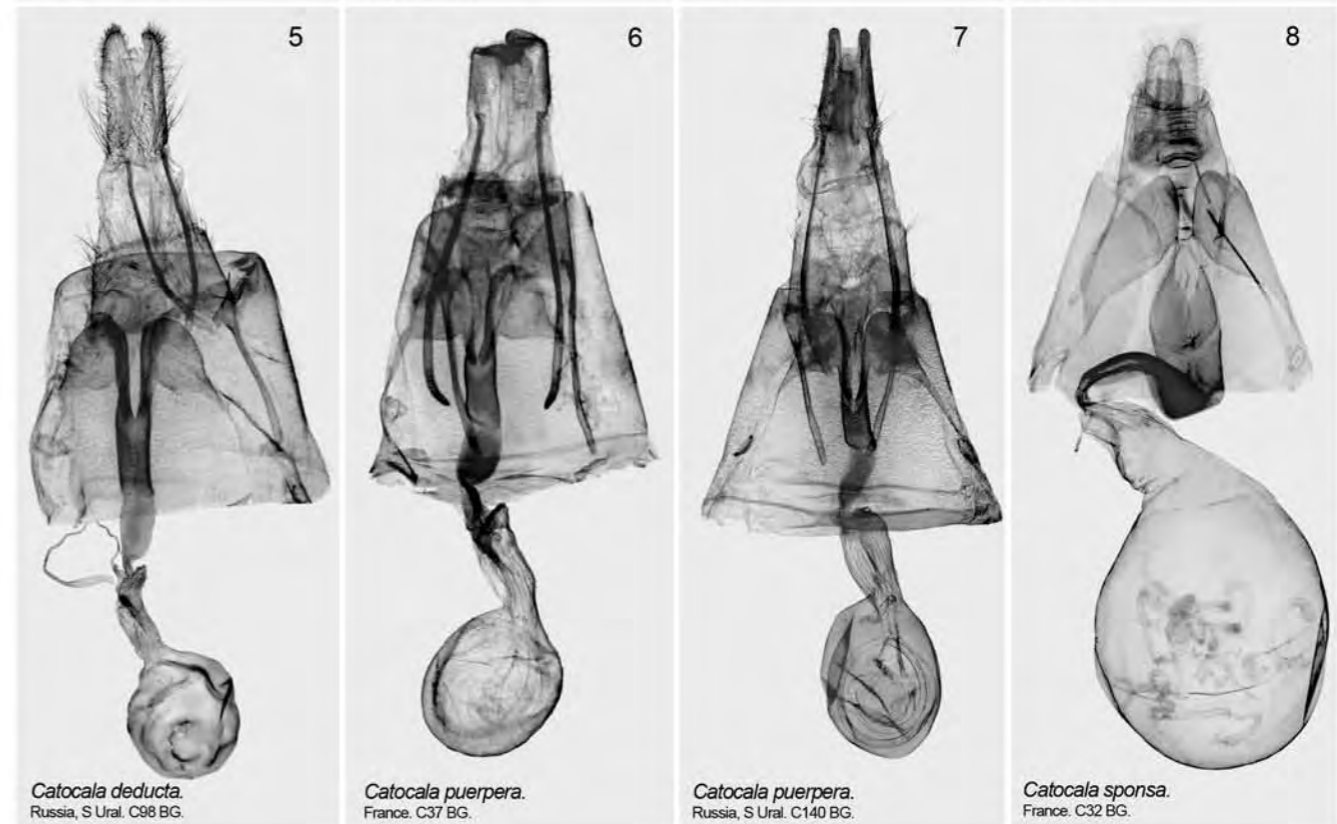 5
6
7
8
Catocala deducta.
Russia, S Ural. C98 BG.
Catocala puerpera.
France. C37 BG.
Catocala puerpera.
Russia, S Ural. C140 BG.
Catocala sponsa.
France. C32 BG.